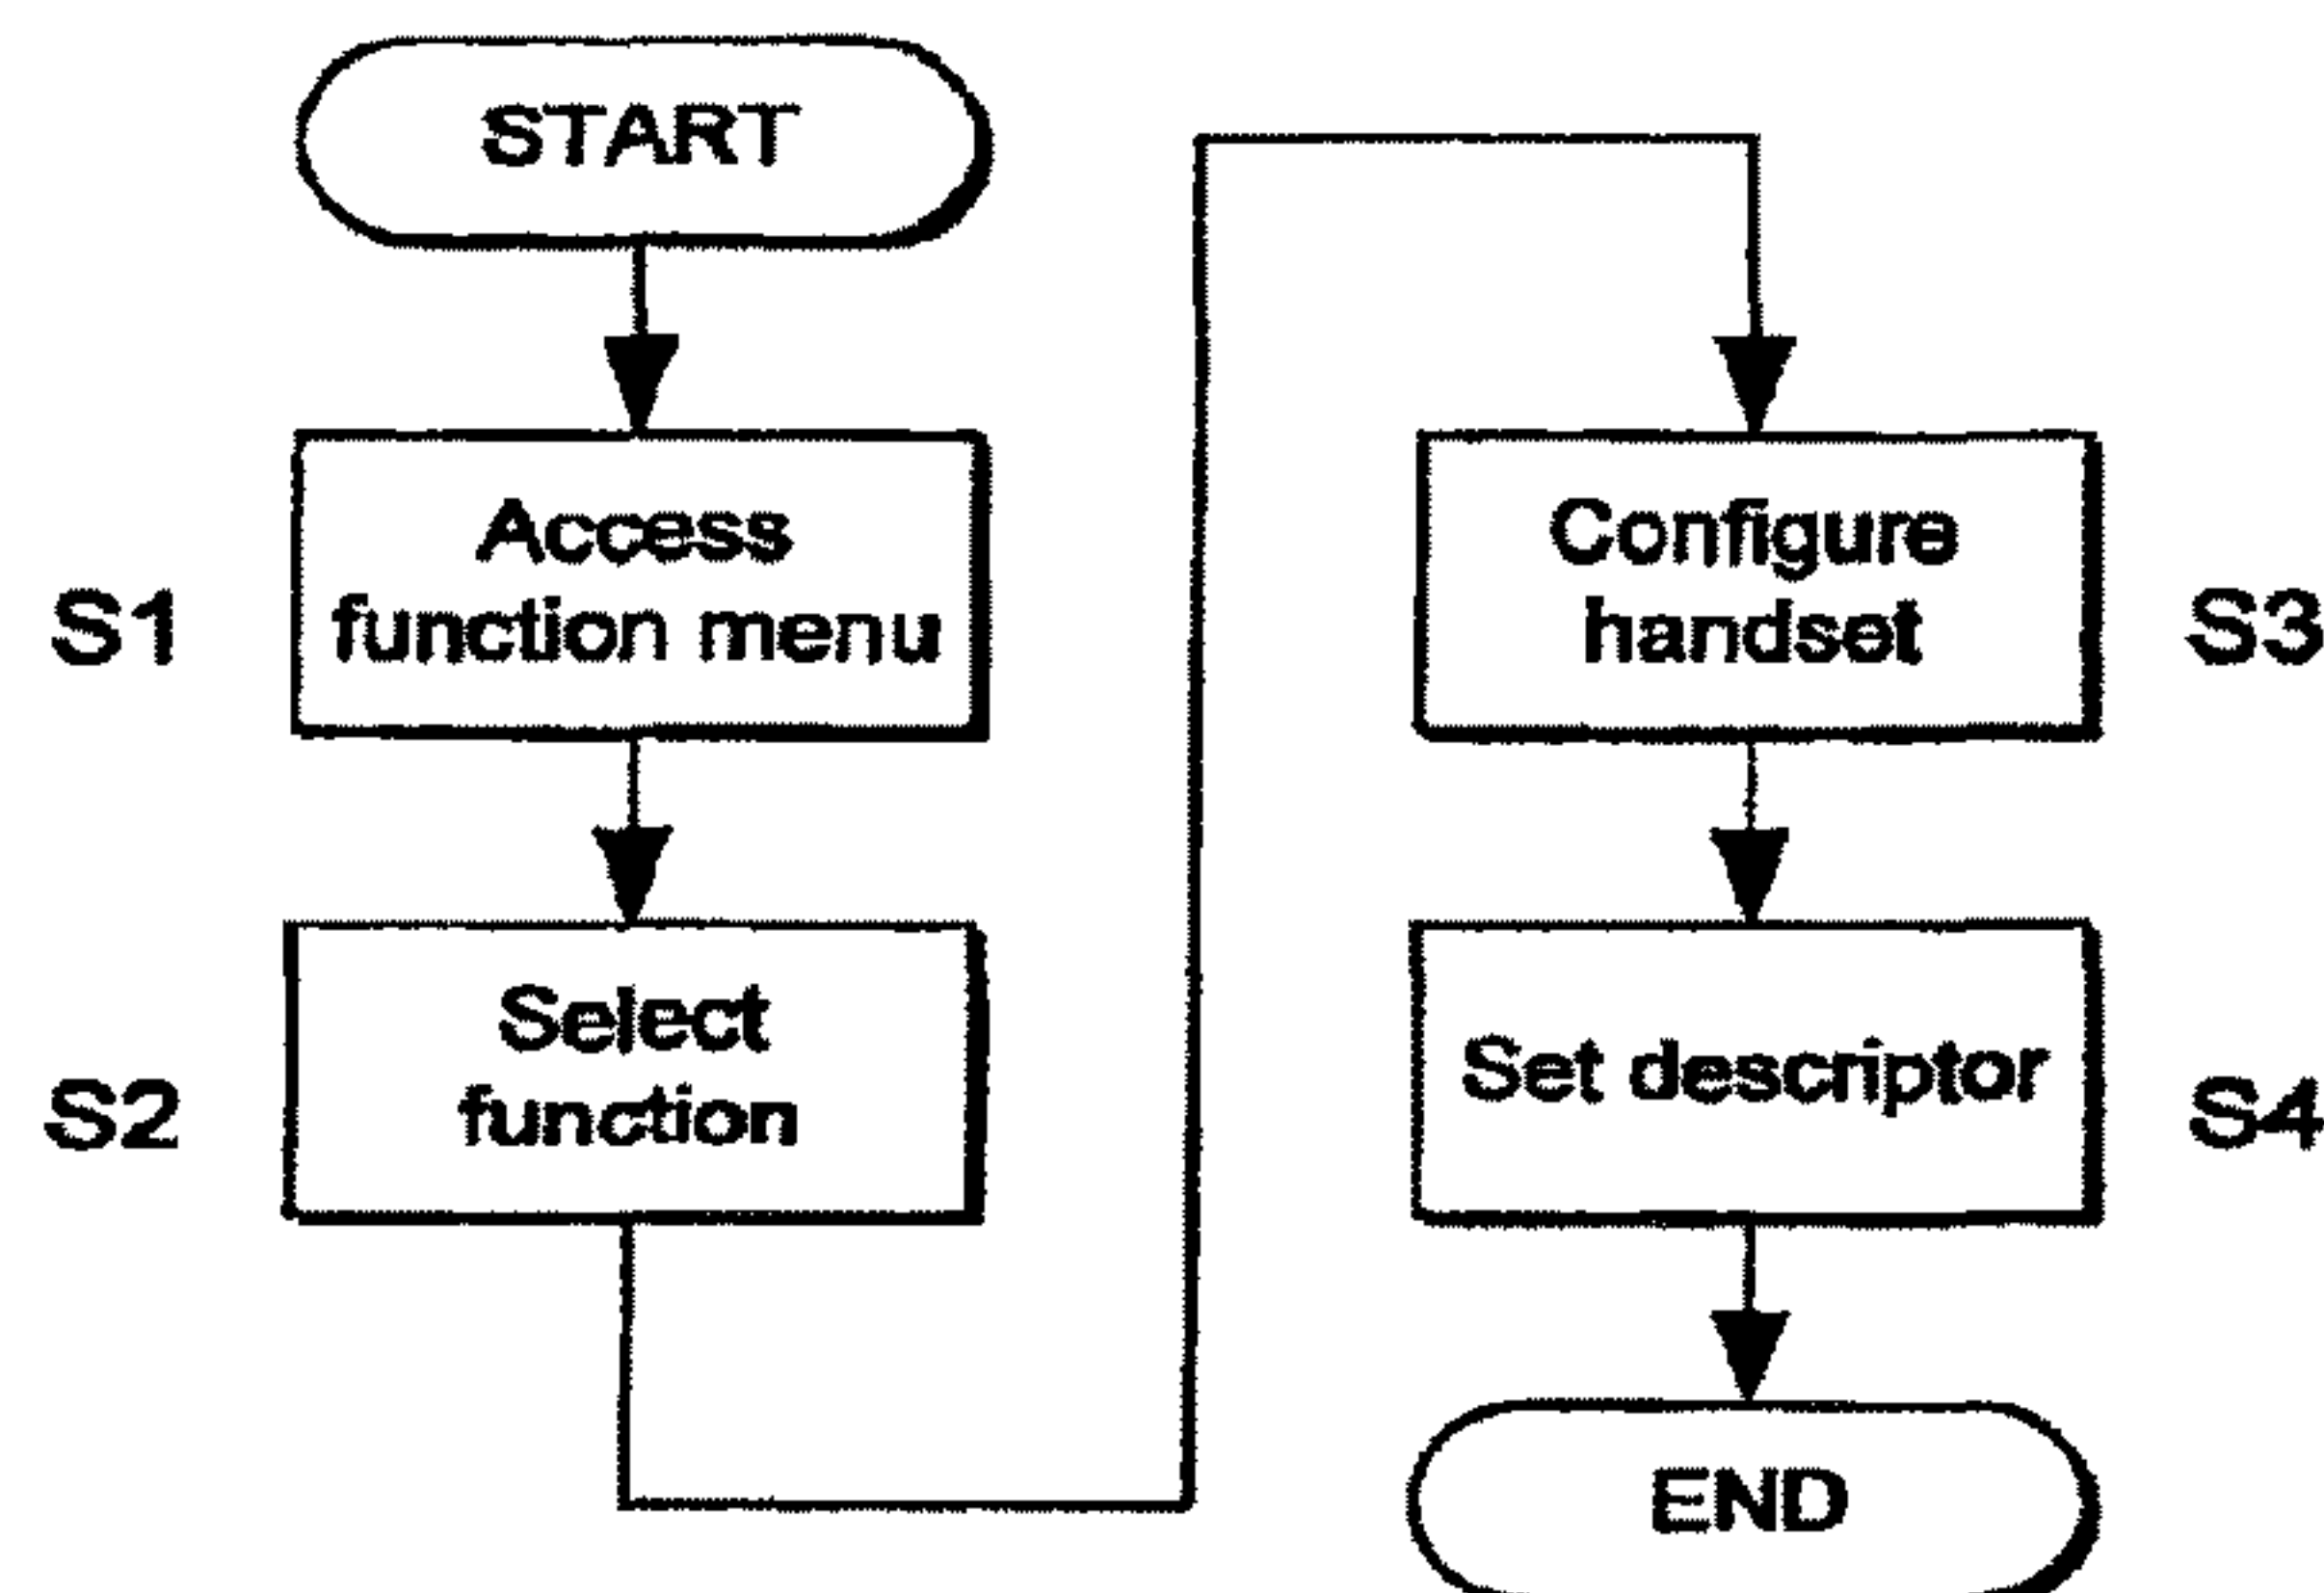 START
S1
Access
function menu
S2
Select
function
Configure
handset
S3
Set descriptor
S4
END